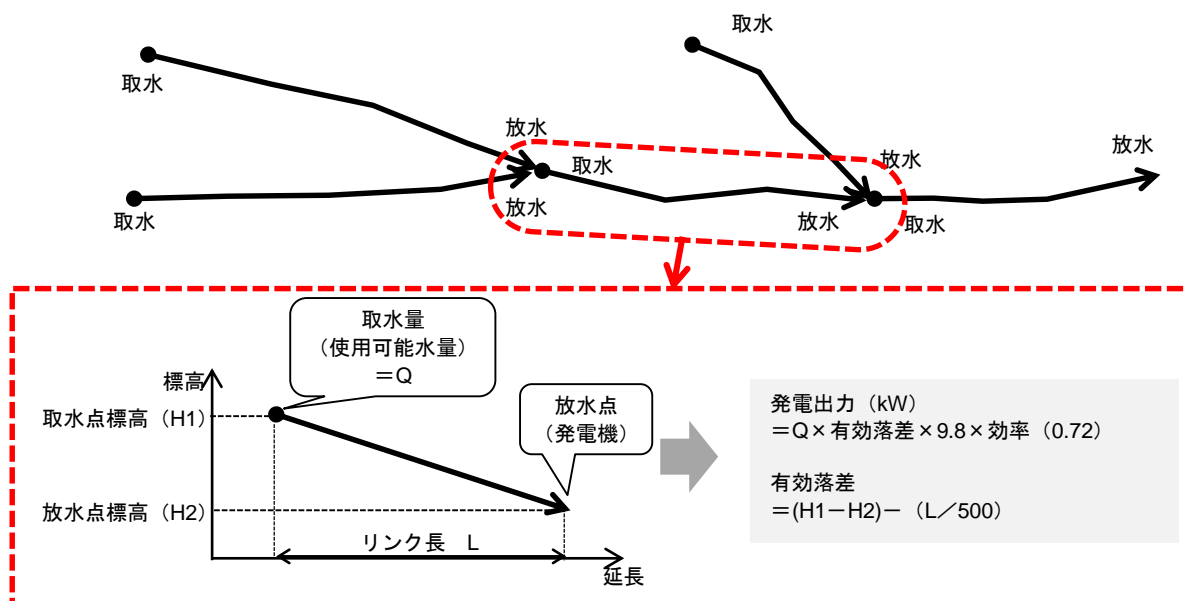 取水
取水
放水
放水
放水
取水
取水
放水
放水
取水
取水量
（使用可能水量）
＝Q
標高
取水点標高（H1）
放水点
（発電機）
放水点標高（H2）
リンク長　L
延長
発電出力（kW）
＝Q×有効落差×9.8×効率（0.72）
有効落差
＝(H1－H2)－（L／500）